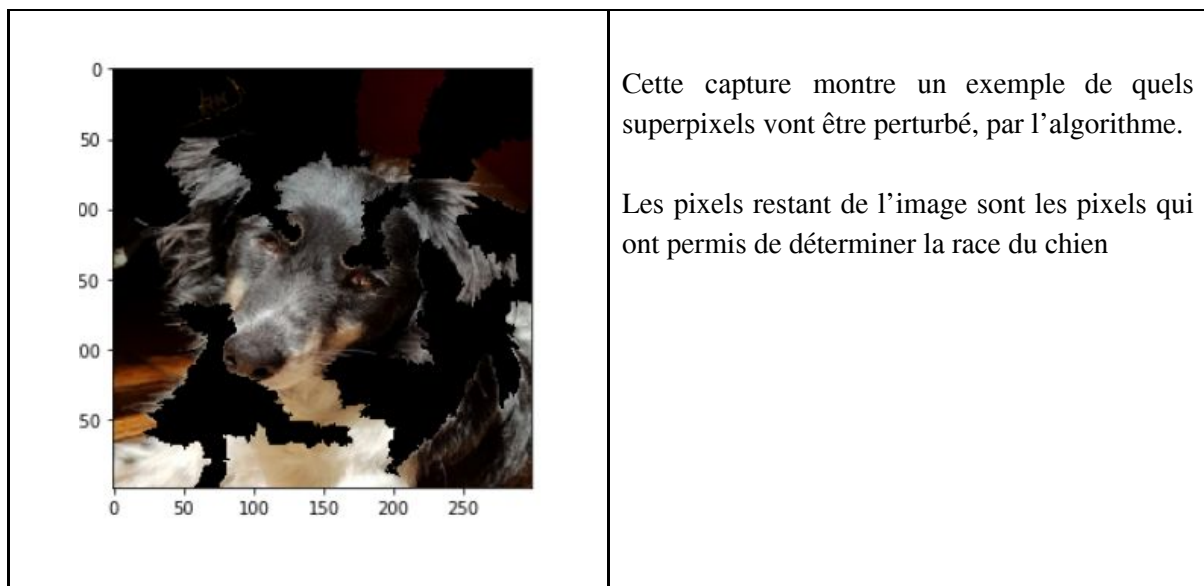 0
50
00
50
00
50
0 50 100 150 200 250
Cette capture montre un exemple de quels
superpixels vont être perturbé, par l’algorithme.
Les pixels restant de l’image sont les pixels qui
ont permis de déterminer la race du chien